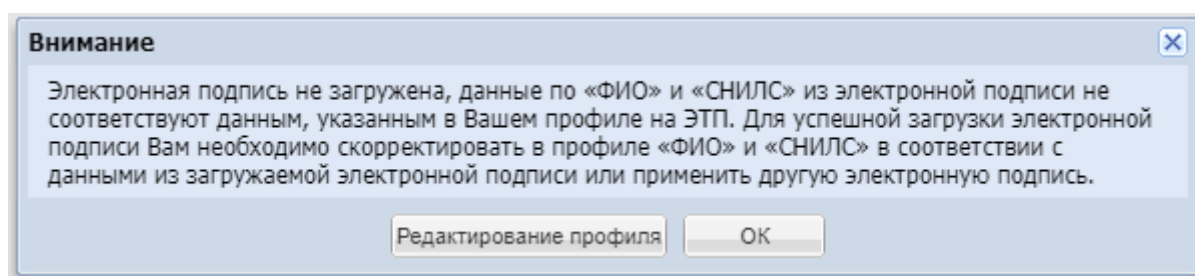 Внимание
Электронная подпись не загружена, данные по «ФИО» и «СНИЛС» из электронной подписи не
соответствуют данным, указанным в Вашем профиле на ЭТП. Для успешной загрузки электронной
подписи Вам необходимо скорректировать в профиле «ФИО» и «СНИЛС» в соответствии с
данными из загружаемой электронной подписи или применить другую электронную подпись.
Редактирование профиля ОК